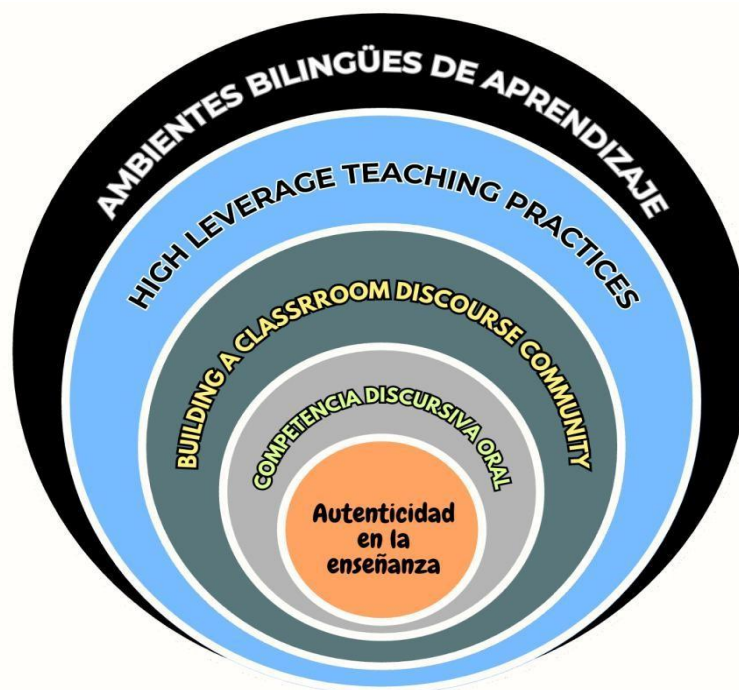 AMBIENTES BILINGÜES DE APRENDIZAJE
HIGH LEVERAGE TEACHING PRACTICES
BUILDING A CLASSRROOM DISCOURSE COMMUNITY
COMPETENCIA DISCURSIVA ORAL
Autenticidad
en la
enseñanza